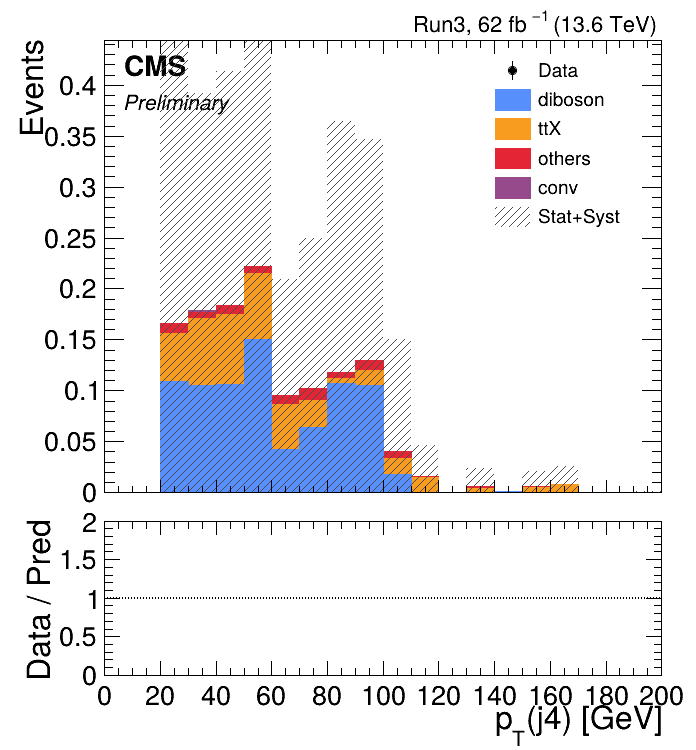 Run3, 62 fb⁻¹ (13.6 TeV)
CMS
Preliminary
Events
0.4
0.35
0.3
0.25
0.2
0.15
0.1
0.05
0
Data
diboson
ttX
others
conv
Stat+Syst
Data / Pred
2
1.5
1
0.5
0
0 20 40 60 80 100 120 140 160 180 200
p_T(j4) [GeV]